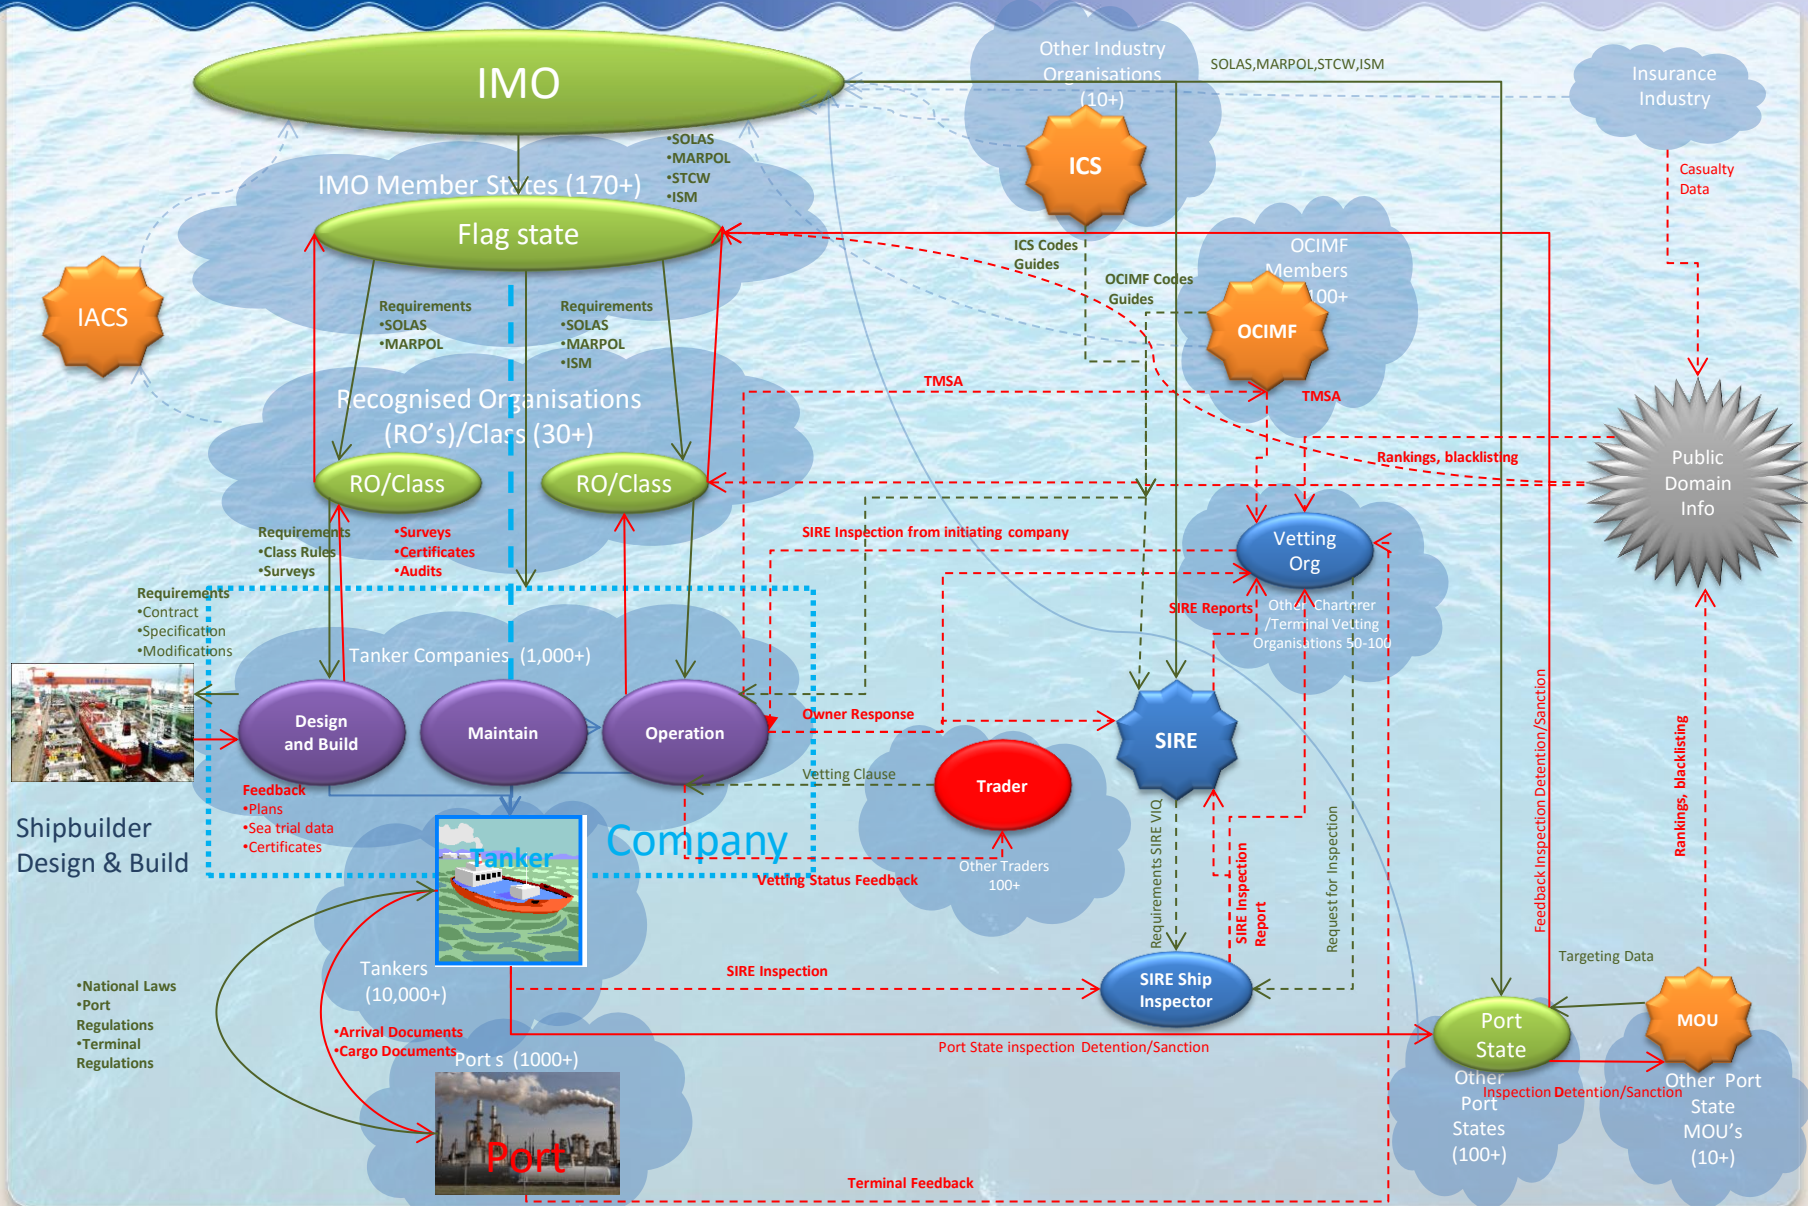 IMO
Other Industry
Organisations
(10+)
SOLAS,MARPOL,STCW,ISM
Insurance
Industry
•SOLAS
•MARPOL
•STCW
•ISM
IMO Member States (170+)
ICS
Casualty
Data
Flag state
ICS Codes
Guides
OCIMF
Members
100+
OCIMF Codes
Guides
IACS
Requirements
•SOLAS
•MARPOL
Requirements
•SOLAS
•MARPOL
•ISM
OCIMF
TMSA
TMSA
Recognised Organisations
(RO's)/Class (30+)
Rankings, blacklisting
Public
Domain
Info
RO/Class
RO/Class
Requirements
•Class Rules
•Surveys
•Surveys
•Certificates
•Audits
SIRE Inspection from initiating company
Vetting
Org
Requirements
•Contract
•Specification
•Modifications
SIRE Reports
Other Charterer
/Terminal Vetting
Organisations 50-100
Tanker Companies (1,000+)
Design
and Build
Maintain
Operation
Owner Response
SIRE
Feedback Inspection Detention/Sanction
Rankings, blacklisting
Vetting Clause
Trader
Feedback
•Plans
•Sea trial data
•Certificates
Shipbuilder
Design & Build
Company
Tanker
Other Traders
100+
Vetting Status Feedback
Requirements SIRE VIQ
SIRE Inspection
Report
Request for Inspection
Tankers
(10,000+)
SIRE Inspection
SIRE Ship
Inspector
Targeting Data
•National Laws
•Port
Regulations
•Terminal
Regulations
•Arrival Documents
•Cargo Documents
Port s (1000+)
Port State inspection Detention/Sanction
Port
State
MOU
Inspection Detention/Sanction
Other
Port
States
(100+)
Other Port
State
MOU's
(10+)
Port
Terminal Feedback